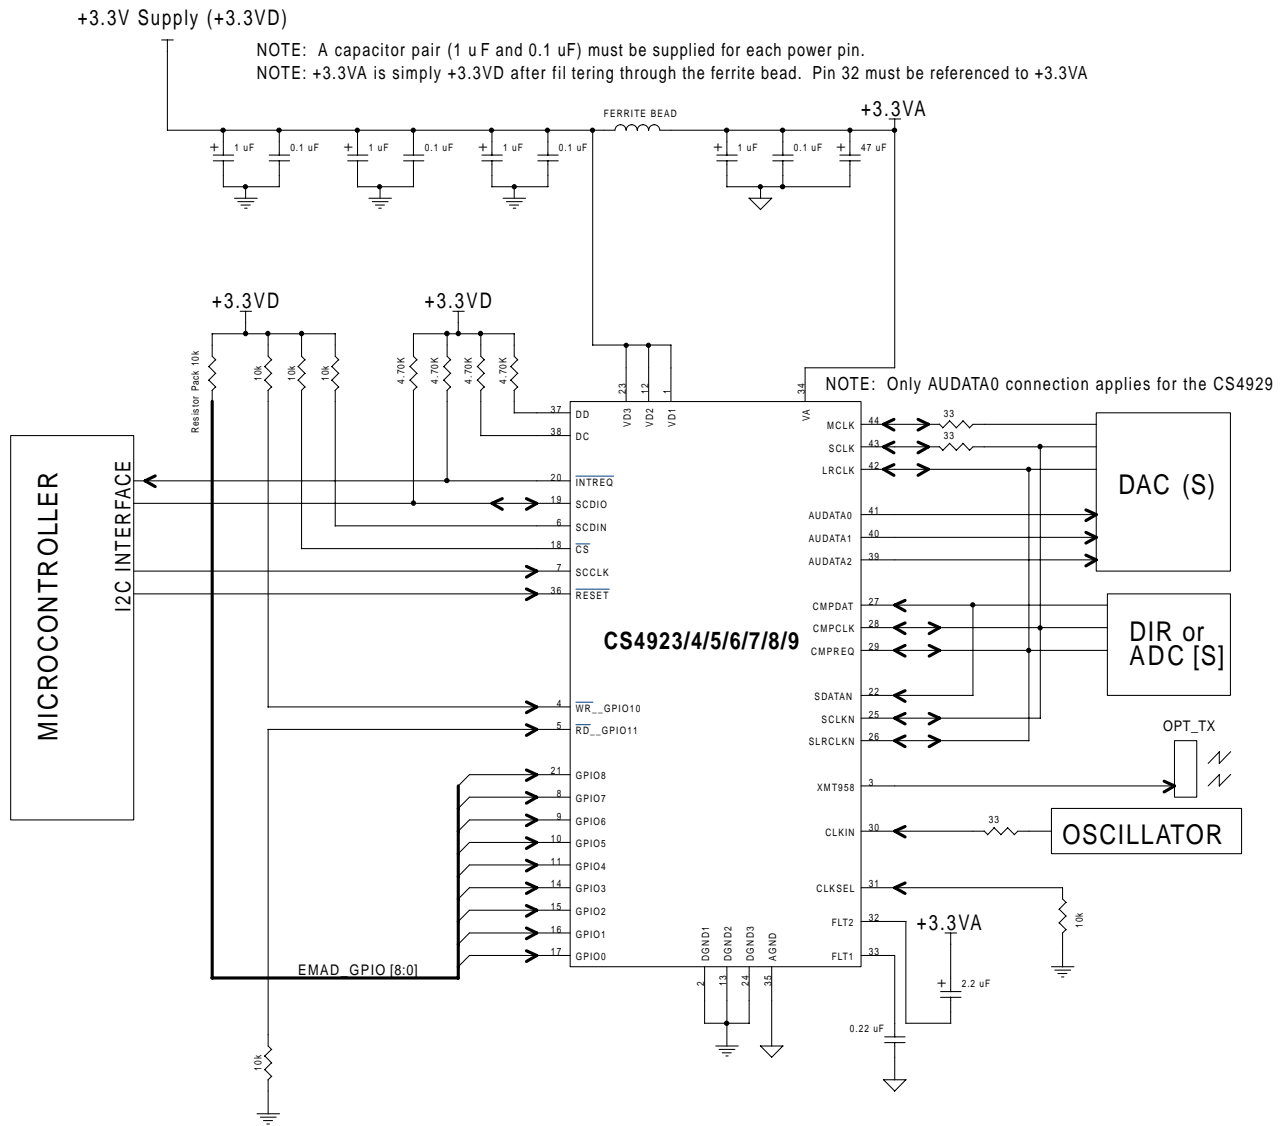 +3.3V Supply (+3.3VD)
NOTE: A capacitor pair (1 u F and 0.1 uF) must be supplied for each power pin.
NOTE: +3.3VA is simply +3.3VD after fil tering through the ferrite bead. Pin 32 must be referenced to +3.3VA
FERRITE BEAD
+3.3VA
+ 1 uF
0.1 uF
+ 1 uF
0.1 uF
+ 1 uF
0.1 uF
+ 1 uF
0.1 uF
+ 47 uF
+3.3VD
+3.3VD
Resistor Pack 10k
10k
10k
10k
4.70K
4.70K
4.70K
4.70K
23
12
1
34
VD3
VD2
VD1
VA
NOTE: Only AUDATA0 connection applies for the CS4929
MICROCONTROLLER
I2C INTERFACE
37 DD
38 DC
20 INTREQ
19 SCDIO
6 SCDIN
18 CS
7 SCCLK
36 RESET
4 WR__GPIO10
5 RD__GPIO11
21 GPIO8
8 GPIO7
9 GPIO6
10 GPIO5
11 GPIO4
14 GPIO3
15 GPIO2
16 GPIO1
17 GPIO0
EMAD_GPIO [8:0]
10k
CS4923/4/5/6/7/8/9
MCLK 44 33
SCLK 43 33
LRCLK 42
AUDATA0 41
AUDATA1 40
AUDATA2 39
DAC (S)
CMPDAT 27
CMPCLK 28
CMPREQ 29
DIR or
ADC [S]
SDATAN 22
SCLKN 25
SLRCLKN 26
OPT_TX
XMT958 3
CLKIN 30 33
OSCILLATOR
CLKSEL 31
10k
FLT2 32
+3.3VA
FLT1 33
+ 2.2 uF
0.22 uF
DGND1
DGND2
DGND3
AGND
2
13
24
35